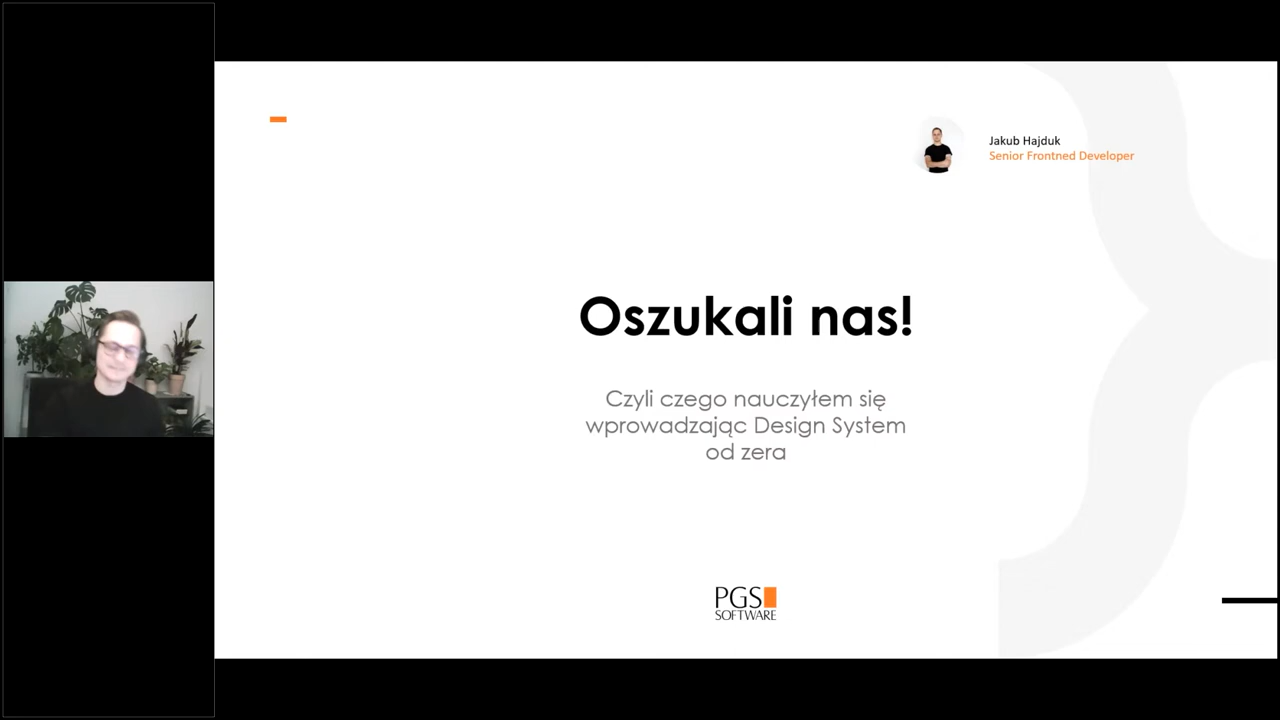 Jakub Hajduk
Senior Frontned Developer
Oszukali nas!
Czyli czego nauczyłem się
wprowadzając Design System
od zera
PGS
SOFTWARE